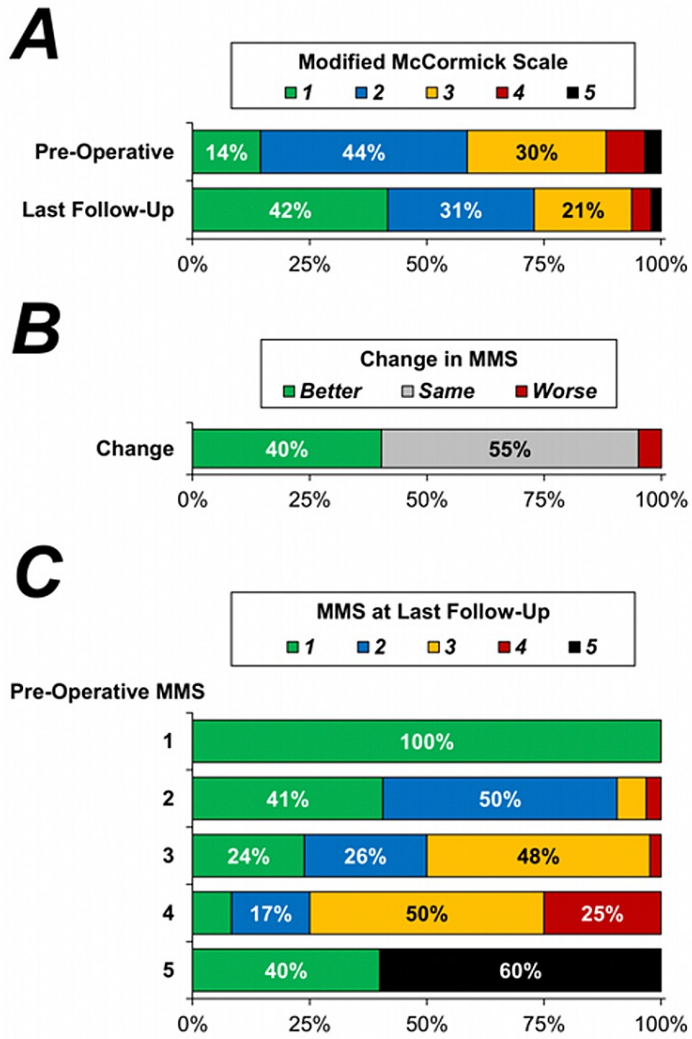 A
Modified McCormick Scale
1 2 3 4 5
Pre-Operative 14% 44% 30%
Last Follow-Up 42% 31% 21%
0% 25% 50% 75% 100%
B
Change in MMS
Better Same Worse
Change 40% 55%
0% 25% 50% 75% 100%
C
MMS at Last Follow-Up
1 2 3 4 5
Pre-Operative MMS
1 100%
2 41% 50%
3 24% 26% 48%
4 17% 50% 25%
5 40% 60%
0% 25% 50% 75% 100%